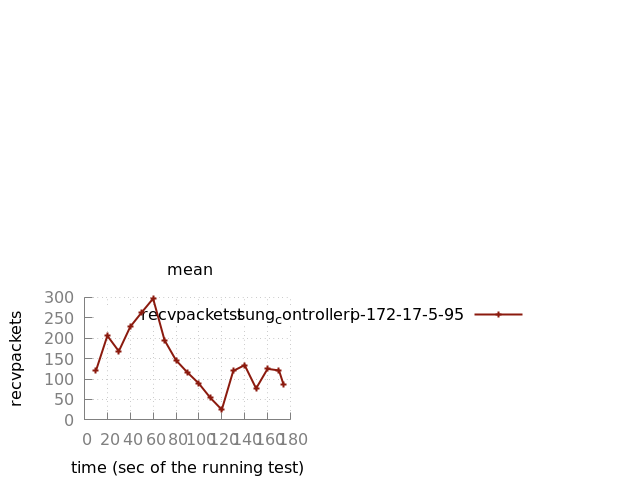 mean
300
250
200
150
100
50
0
recvpackets
recvpacketstsung_controllerip-172-17-5-95
0 20 40 60 80 100 120 140 160 180
time (sec of the running test)